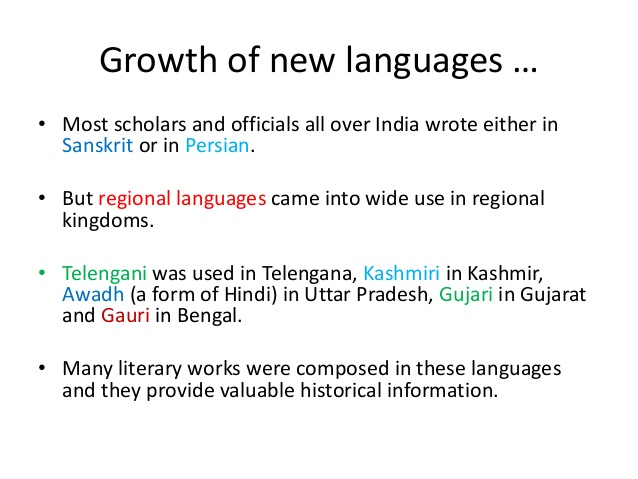 Growth of new languages …
• Most scholars and officials all over India wrote either in
Sanskrit or in Persian.
• But regional languages came into wide use in regional
kingdoms.
• Telengani was used in Telengana, Kashmiri in Kashmir,
Awadh (a form of Hindi) in Uttar Pradesh, Gujari in Gujarat
and Gauri in Bengal.
• Many literary works were composed in these languages
and they provide valuable historical information.